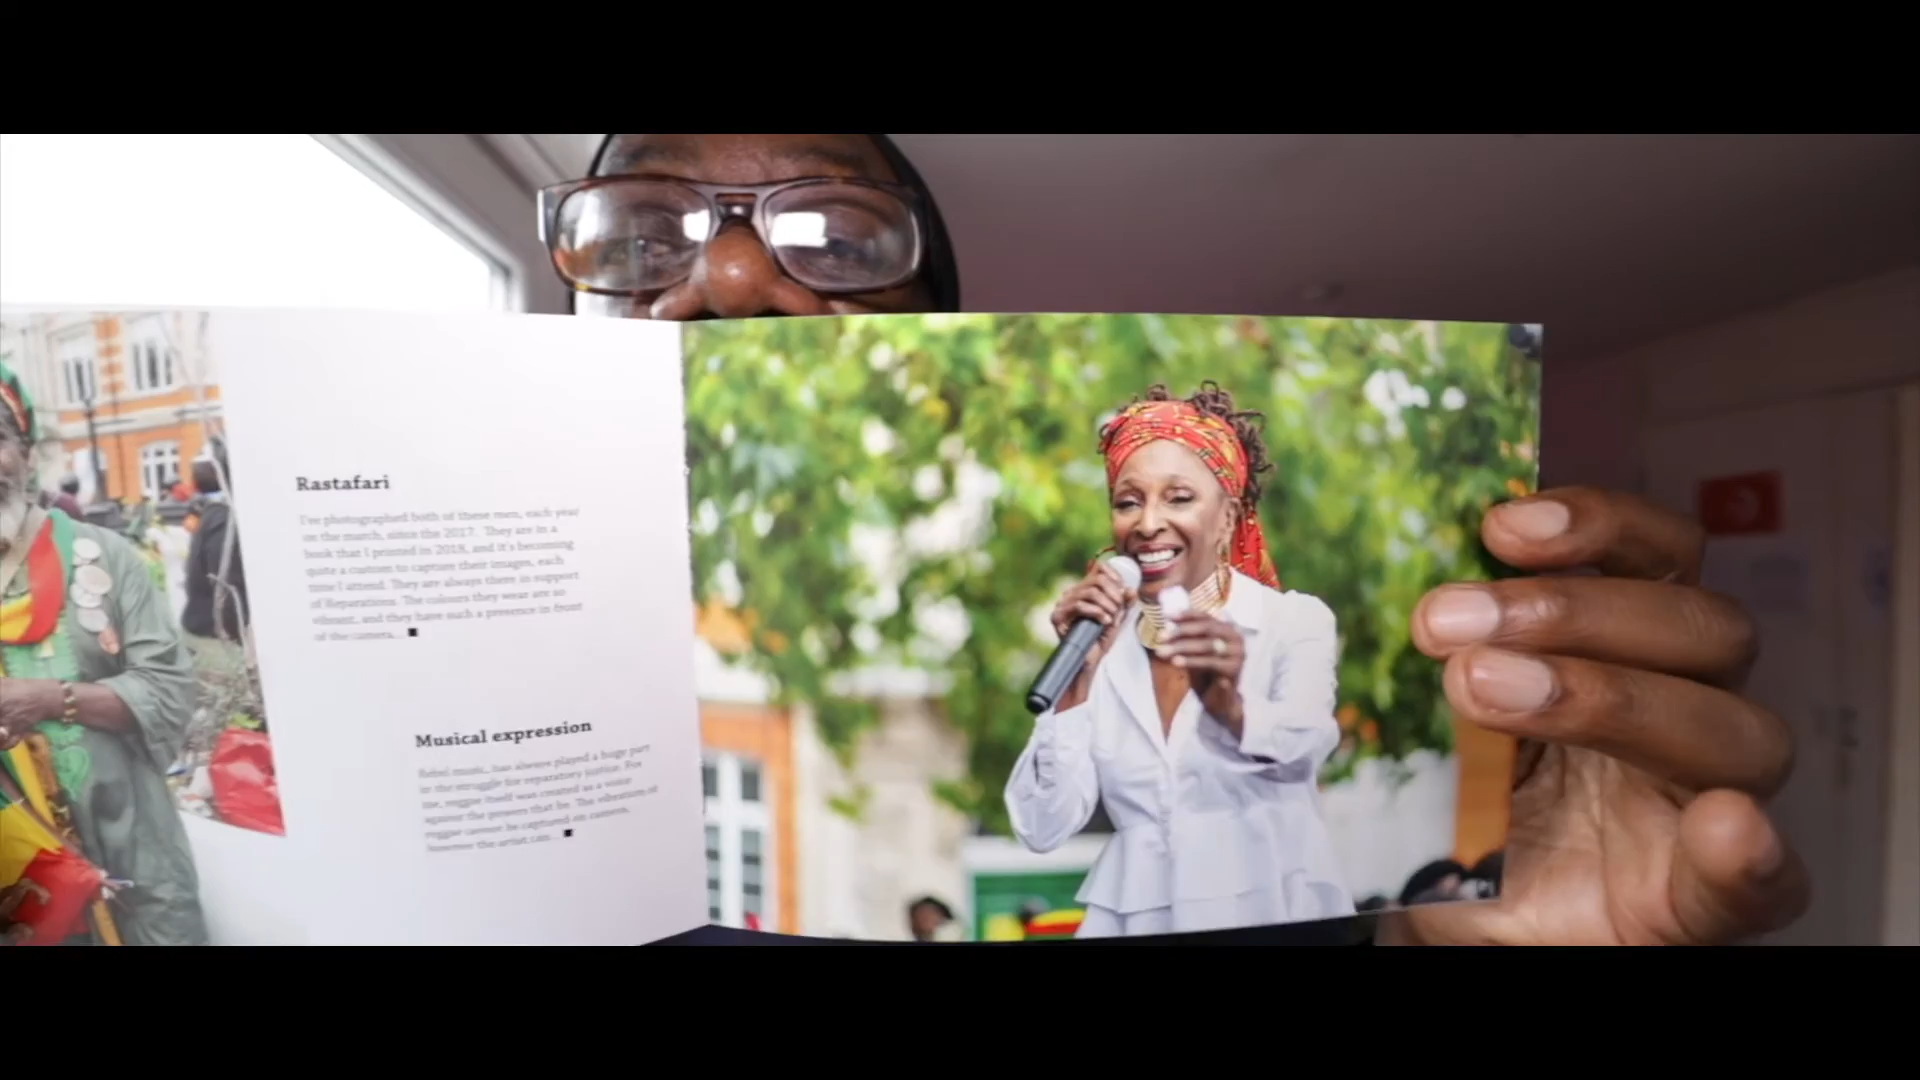 Rastafari
I've photographed both of these men, each year
on the march, since the 2017. They are in a
book that I printed in 2018, and it's becoming
quite a custom to capture their images, each
time I attend. They are always there in support
of Reparations. The colours they wear are so
vibrant, and they have such a presence in front
of the camera...
Musical expression
Rebel music, has always played a huge part
in the struggle for reparatory justice. For
me, reggae itself was created as a voice
against the powers that be. The vibration of
reggae cannot be captured on camera,
however the artist can...